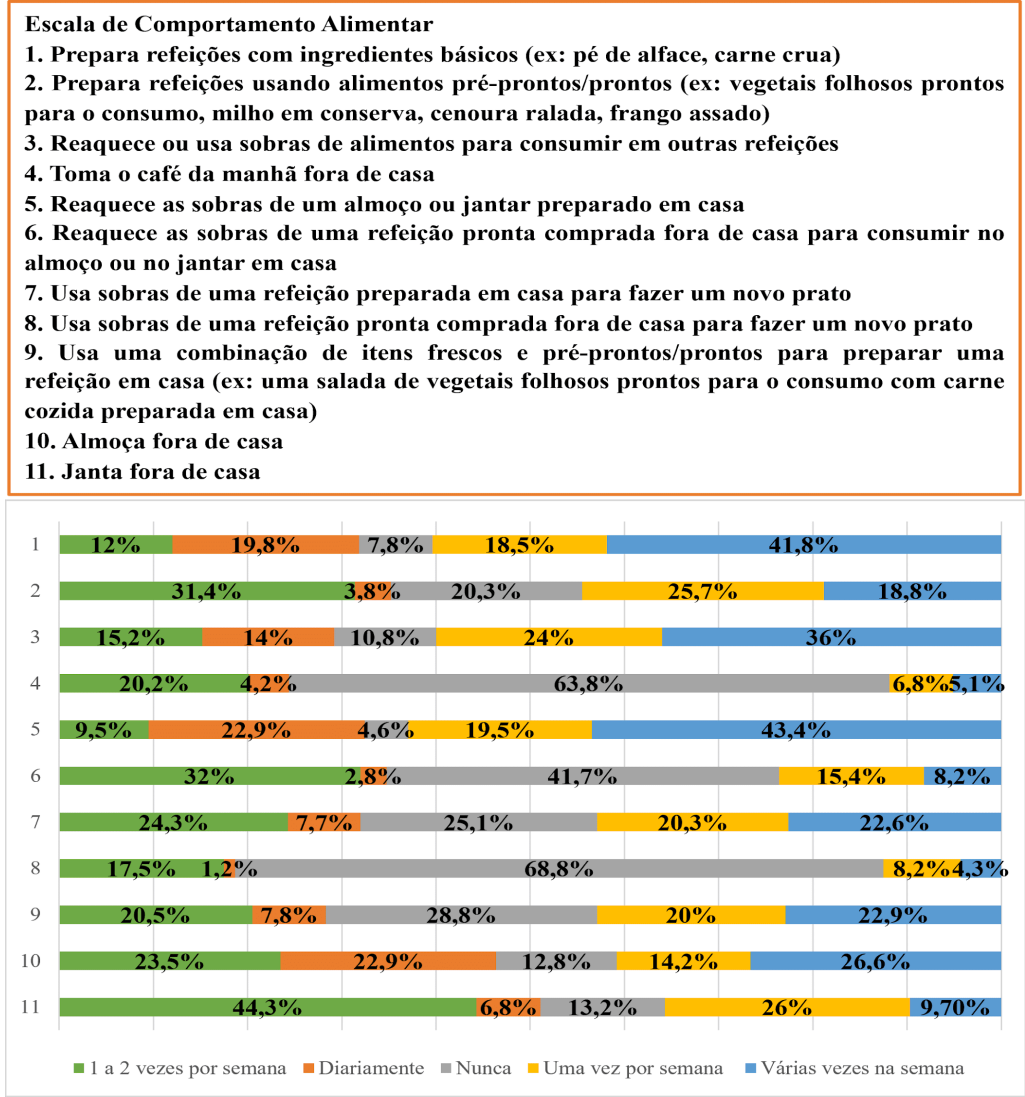 Escala de Comportamento Alimentar
1. Prepara refeições com ingredientes básicos (ex: pé de alface, carne crua)
2. Prepara refeições usando alimentos pré-prontos/prontos (ex: vegetais folhosos prontos
para o consumo, milho em conserva, cenoura ralada, frango assado)
3. Reaquece ou usa sobras de alimentos para consumir em outras refeições
4. Toma o café da manhã fora de casa
5. Reaquece as sobras de um almoço ou jantar preparado em casa
6. Reaquece as sobras de uma refeição pronta comprada fora de casa para consumir no
almoço ou no jantar em casa
7. Usa sobras de uma refeição preparada em casa para fazer um novo prato
8. Usa sobras de uma refeição pronta comprada fora de casa para fazer um novo prato
9. Usa uma combinação de itens frescos e pré-prontos/prontos para preparar uma
refeição em casa (ex: uma salada de vegetais folhosos prontos para o consumo com carne
cozida preparada em casa)
10. Almoça fora de casa
11. Janta fora de casa
1 12% 19,8% 7,8% 18,5% 41,8%
2 31,4% 3,8% 20,3% 25,7% 18,8%
3 15,2% 14% 10,8% 24% 36%
4 20,2% 4,2% 63,8% 6,8% 5,1%
5 9,5% 22,9% 4,6% 19,5% 43,4%
6 32% 2,8% 41,7% 15,4% 8,2%
7 24,3% 7,7% 25,1% 20,3% 22,6%
8 17,5% 1,2% 68,8% 8,2% 4,3%
9 20,5% 7,8% 28,8% 20% 22,9%
10 23,5% 22,9% 12,8% 14,2% 26,6%
11 44,3% 6,8% 13,2% 26% 9,70%
1 a 2 vezes por semana Diariamente Nunca Uma vez por semana Várias vezes na semana